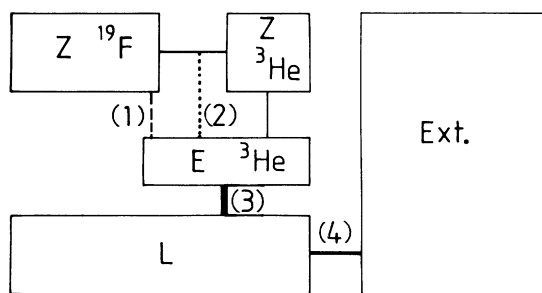 Z ¹⁹F
Z
³He
(1)
(2)
E ³He
Ext.
(3)
(4)
L